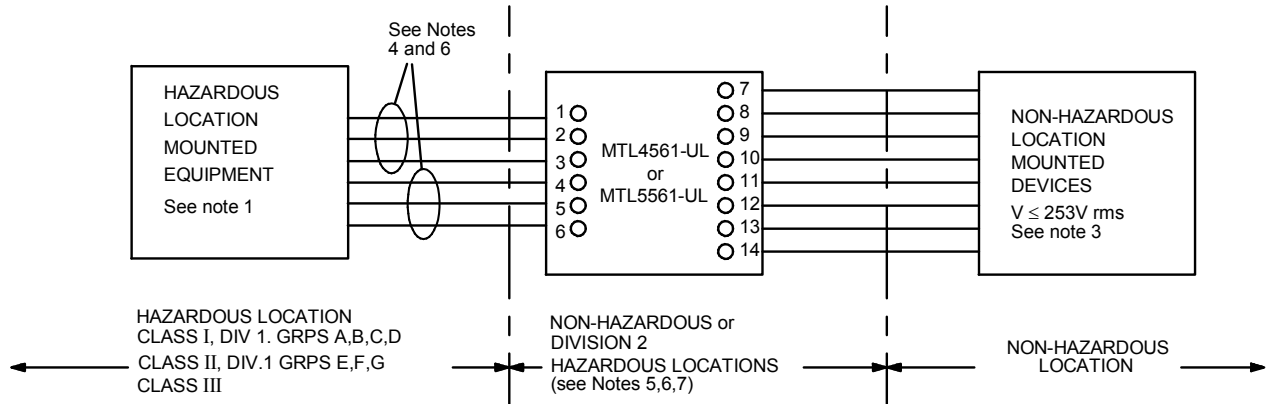 See Notes
4 and 6
HAZARDOUS
LOCATION
MOUNTED
EQUIPMENT
See note 1
1
2
3
4
5
6
MTL4561-UL
or
MTL5561-UL
7
8
9
10
11
12
13
14
NON-HAZARDOUS
LOCATION
MOUNTED
DEVICES
V ≤ 253V rms
See note 3
HAZARDOUS LOCATION
CLASS I, DIV 1. GRPS A,B,C,D
CLASS II, DIV.1 GRPS E,F,G
CLASS III
NON-HAZARDOUS or
DIVISION 2
HAZARDOUS LOCATIONS
(see Notes 5,6,7)
NON-HAZARDOUS
LOCATION